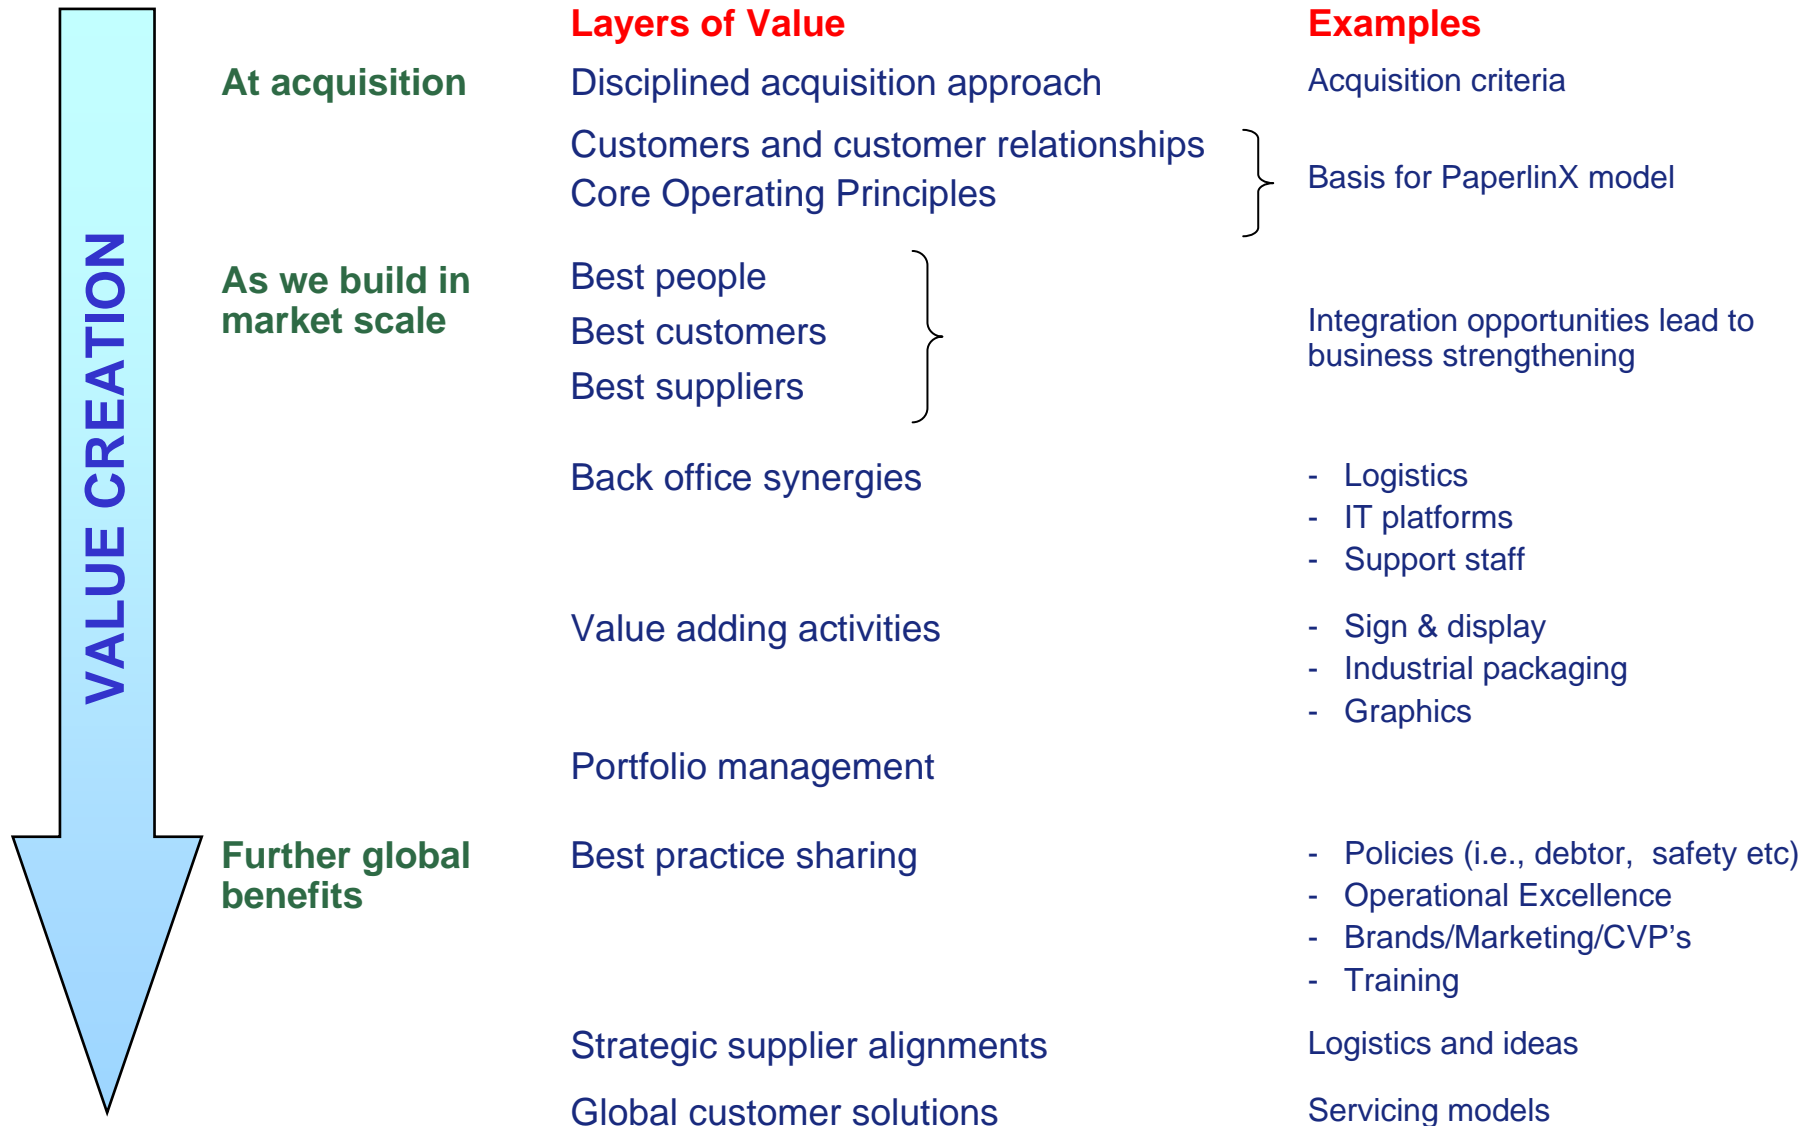 VALUE CREATION
Layers of Value
Examples
At acquisition
Disciplined acquisition approach
Acquisition criteria
Customers and customer relationships
Core Operating Principles
Basis for PaperlinX model
As we build in
market scale
Best people
Best customers
Best suppliers
Integration opportunities lead to
business strengthening
Back office synergies
- Logistics
- IT platforms
- Support staff
Value adding activities
- Sign & display
- Industrial packaging
- Graphics
Portfolio management
Further global
benefits
Best practice sharing
- Policies (i.e., debtor,  safety etc)
- Operational Excellence
- Brands/Marketing/CVP’s
- Training
Strategic supplier alignments
Logistics and ideas
Global customer solutions
Servicing models